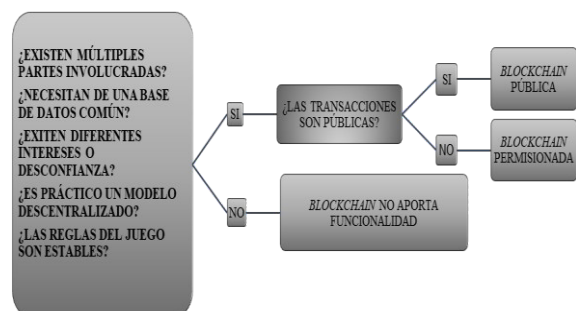 ¿EXISTEN MÚLTIPLES
PARTES INVOLUCRADAS?
¿NECESITAN DE UNA BASE
DE DATOS COMÚN?
¿EXITEN DIFERENTES
INTERESES O
DESCONFIANZA?
¿ES PRÁCTICO UN MODELO
DESCENTRALIZADO?
¿LAS REGLAS DEL JUEGO
SON ESTABLES?
SI
¿LAS TRANSACCIONES
SON PÚBLICAS?
SI
BLOCKCHAIN
PÚBLICA
NO
BLOCKCHAIN
PERMISIONADA
NO
BLOCKCHAIN NO APORTA
FUNCIONALIDAD